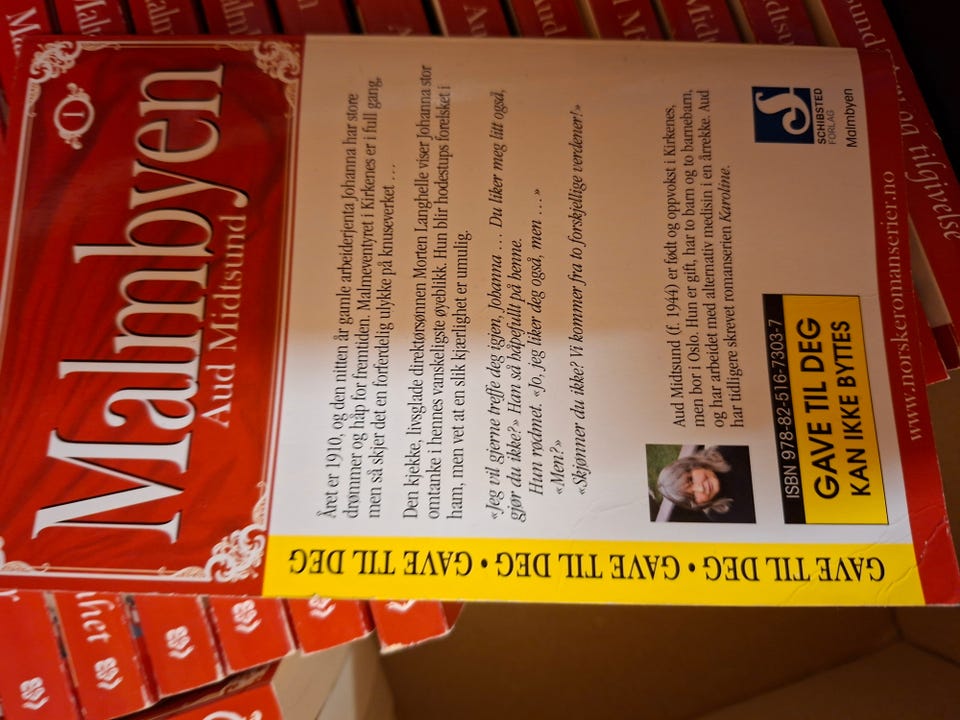 1
Malmbyen
Aud Midtsund
Året er 1910, og den nitten år gamle arbeiderjenta Johanna har store
drømmer og håp for fremtiden. Malmeventyret i Kirkenes er i full gang,
men så skjer det en forferdelig ulykke på knuseverket …
Den kjekke, livsglade direktørsønnen Morten Langhelle viser Johanna stor
omtanke i hennes vanskeligste øyeblikk. Hun blir hodestups forelsket i
ham, men vet at en slik kjærlighet er umulig.
«Jeg vil gjerne treffe deg igjen, Johanna … Du liker meg litt også,
gjør du ikke?» Han så håpefullt på henne.
Hun rødmet. «Jo, jeg liker deg også, men …»
«Men?»
«Skjønner du ikke? Vi kommer fra to forskjellige verdener!»
Aud Midtsund (f. 1944) er født og oppvokst i Kirkenes,
men bor i Oslo. Hun er gift, har to barn og to barnebarn,
og har arbeidet med alternativ medisin i en årrekke. Aud
har tidligere skrevet romanserien Karoline.
ISBN 978-82-516-7303-7
GAVE TIL DEG
KAN IKKE BYTTES
S
SCHIBSTED
FORLAG
Malmbyen
www.norskeromanserier.no
GAVE TIL DEG • GAVE TIL DEG • GAVE TIL DEG • GAVE TIL DEG
og tilgivelse